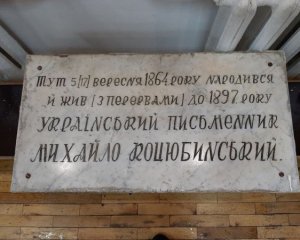 Тут 5[17] вересня 1864 року народився
й жив [з перервами] до 1897 року
український письменник
Михайло Коцюбинський.